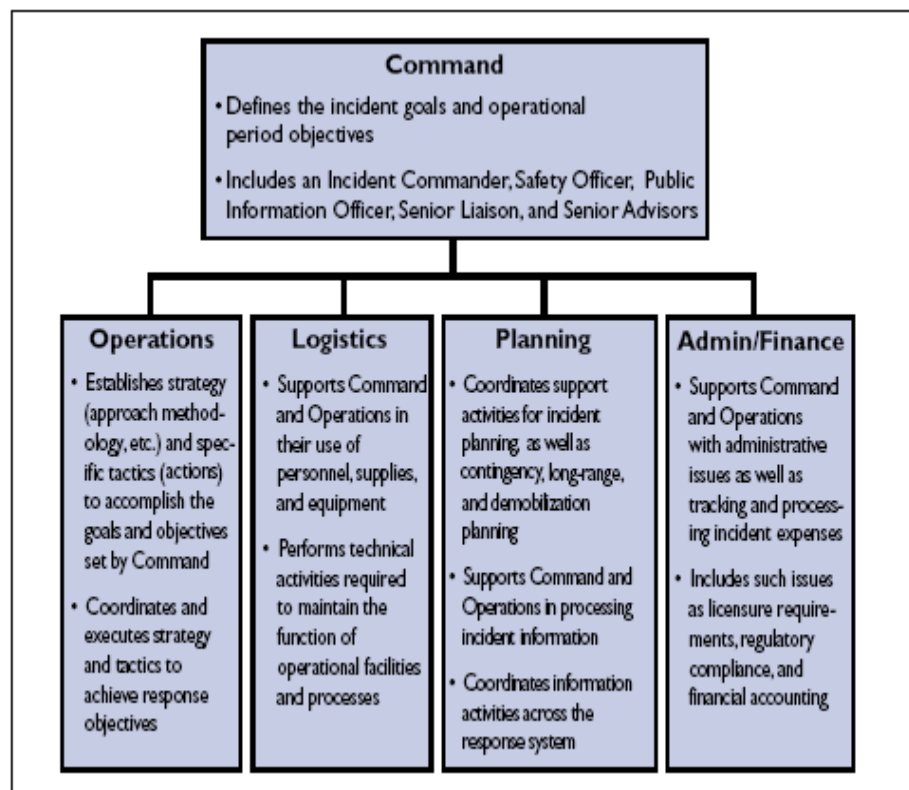 Command
• Defines the incident goals and operational
period objectives
• Includes an Incident Commander, Safety Officer, Public
Information Officer, Senior Liaison, and Senior Advisors
Operations
• Establishes strategy
(approach method-
ology, etc.) and spec-
ific tactics (actions)
to accomplish the
goals and objectives
set by Command
• Coordinates and
executes strategy
and tactics to
achieve response
objectives
Logistics
• Supports Command
and Operations in
their use of
personnel, supplies,
and equipment
• Performs technical
activities required
to maintain the
function of
operational facilities
and processes
Planning
• Coordinates support
activities for incident
planning, as well as
contingency, long-range,
and demobilization
planning
• Supports Command and
Operations in processing
incident information
• Coordinates information
activities across the
response system
Admin/Finance
• Supports Command
and Operations
with administrative
issues as well as
tracking and process-
ing incident expenses
• Includes such issues
as licensure require-
ments, regulatory
compliance, and
financial accounting